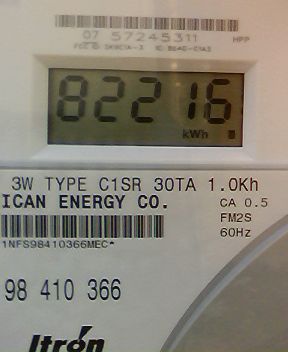 07 57245311 HPP
82216
kWh
3W TYPE C1SR 30TA 1.0Kh
ICAN ENERGY CO.
CA 0.5
FM2S
60Hz
1NFS98410366MEC*
98 410 366
Itron